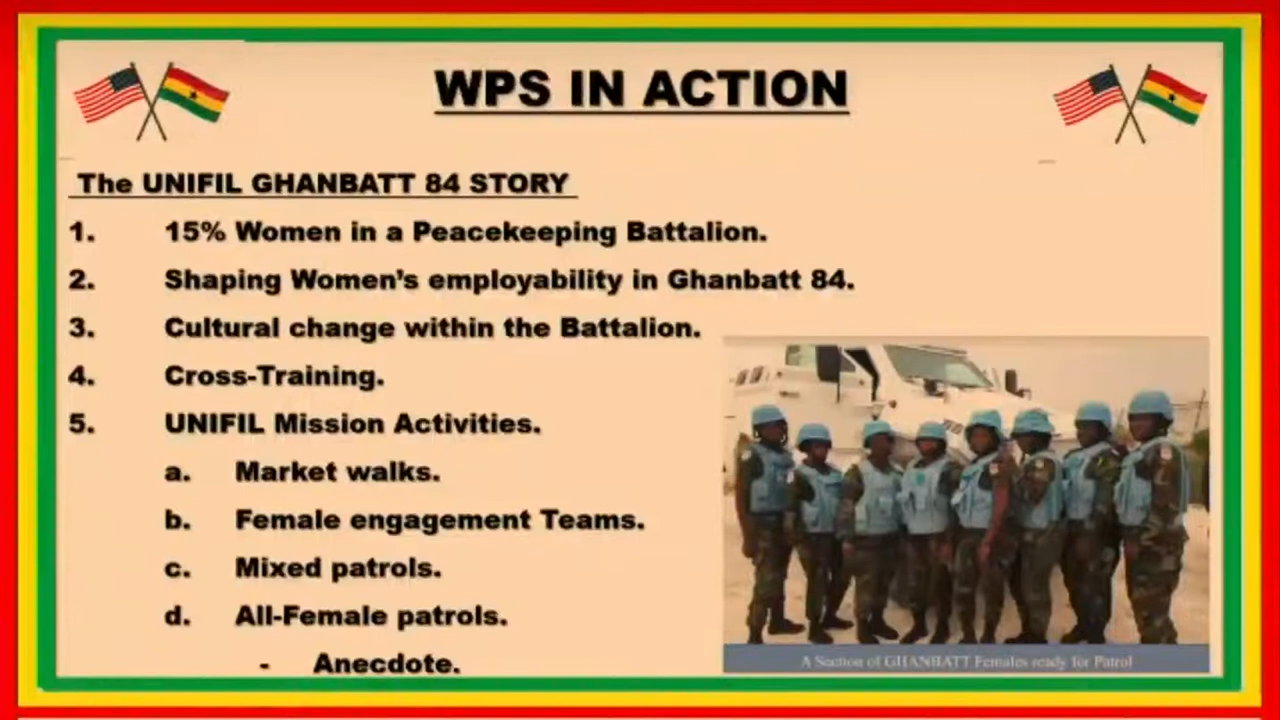 WPS IN ACTION
The UNIFIL GHANBATT 84 STORY
1. 15% Women in a Peacekeeping Battalion.
2. Shaping Women's employability in Ghanbatt 84.
3. Cultural change within the Battalion.
4. Cross-Training.
5. UNIFIL Mission Activities.
a. Market walks.
b. Female engagement Teams.
c. Mixed patrols.
d. All-Female patrols.
- Anecdote.
A Section of GHANBATT Females ready for Patrol